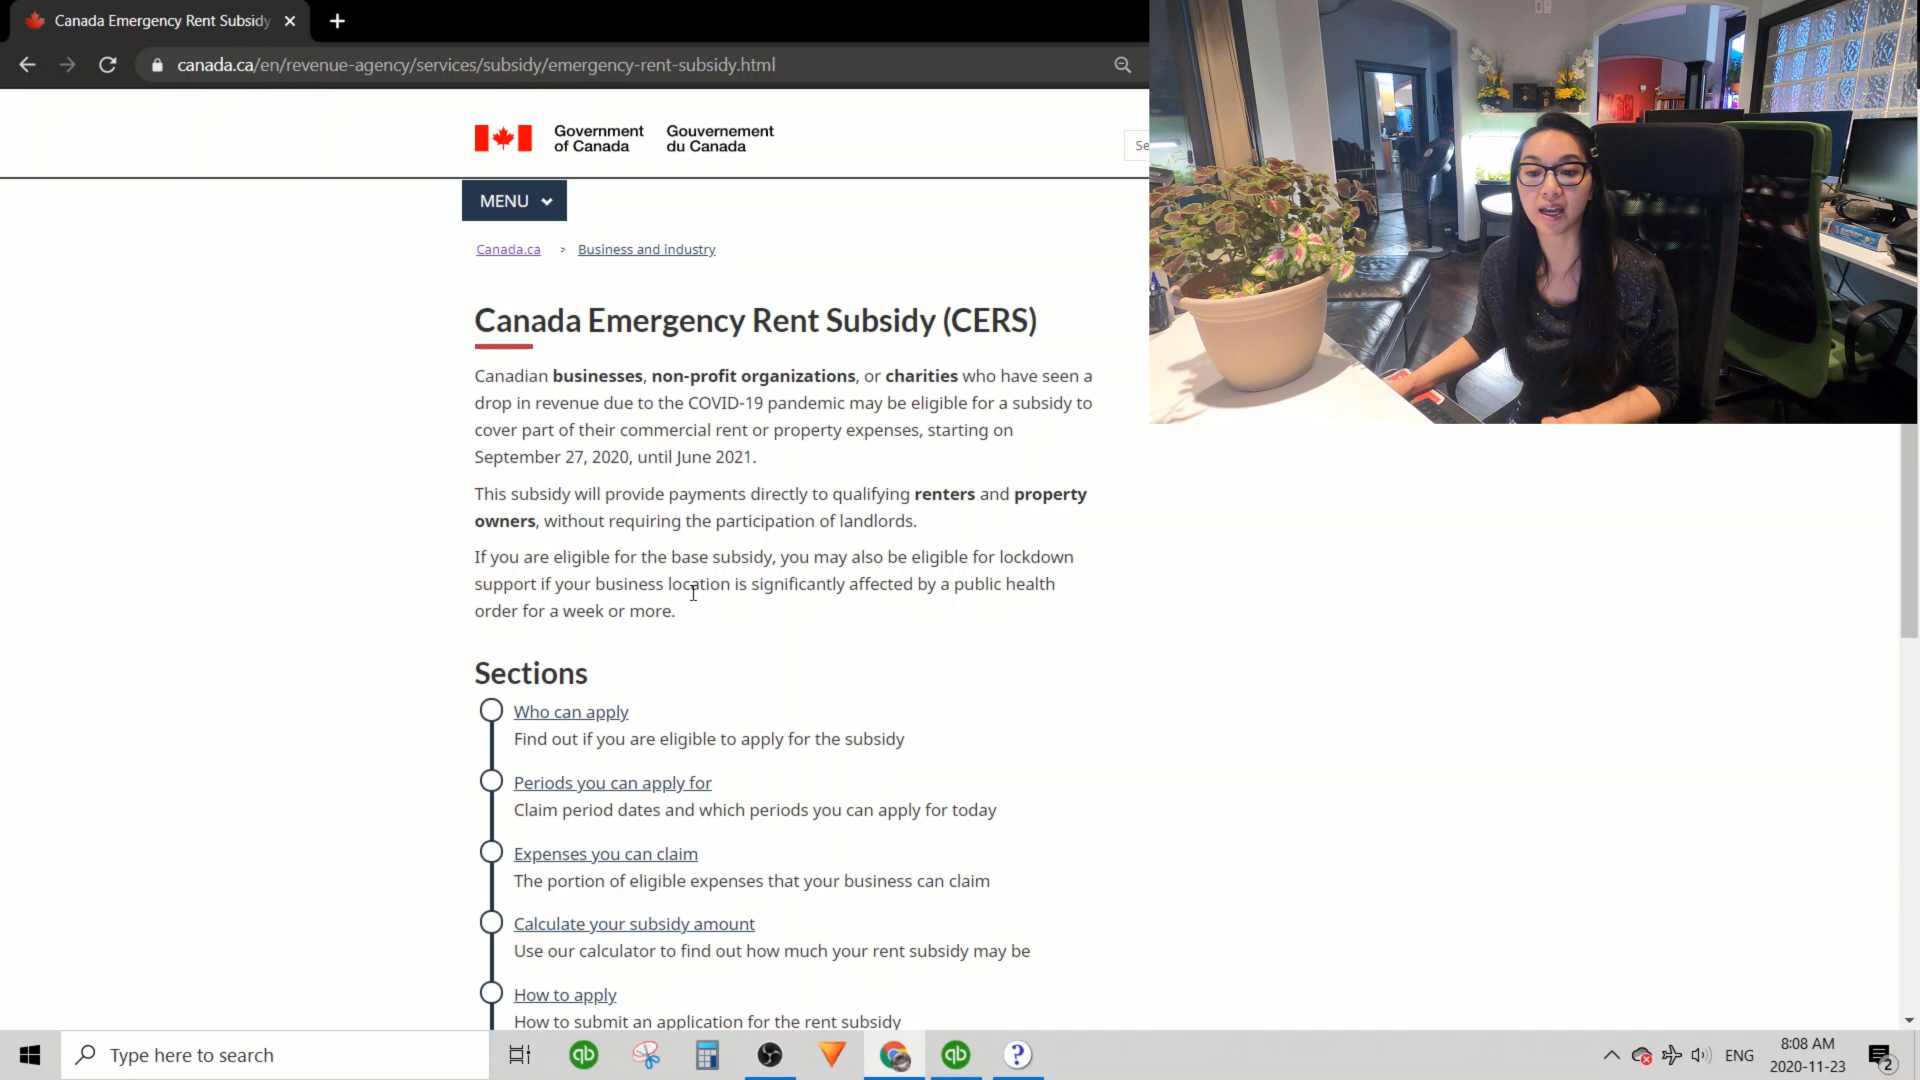 Canada Emergency Rent Subsidy
canada.ca/en/revenue-agency/services/subsidy/emergency-rent-subsidy.html
Government of Canada
Gouvernement du Canada
Se
MENU
Canada.ca > Business and industry
Canada Emergency Rent Subsidy (CERS)
Canadian businesses, non-profit organizations, or charities who have seen a
drop in revenue due to the COVID-19 pandemic may be eligible for a subsidy to
cover part of their commercial rent or property expenses, starting on
September 27, 2020, until June 2021.
This subsidy will provide payments directly to qualifying renters and property
owners, without requiring the participation of landlords.
If you are eligible for the base subsidy, you may also be eligible for lockdown
support if your business location is significantly affected by a public health
order for a week or more.
Sections
Who can apply
Find out if you are eligible to apply for the subsidy
Periods you can apply for
Claim period dates and which periods you can apply for today
Expenses you can claim
The portion of eligible expenses that your business can claim
Calculate your subsidy amount
Use our calculator to find out how much your rent subsidy may be
How to apply
How to submit an application for the rent subsidy
Type here to search
qb
qb
?
ENG
8:08 AM
2020-11-23
2